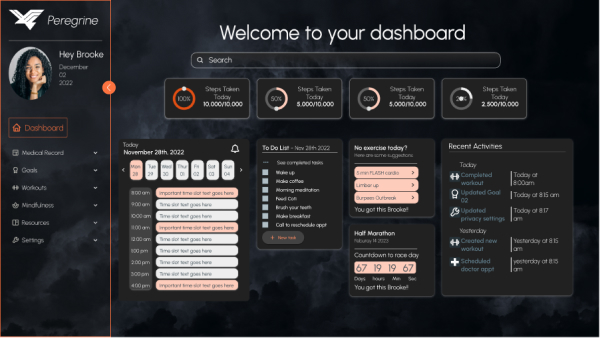 Peregrine
Hey Brooke
December
02
2022
Dashboard
Medical Record
Goals
Workouts
Mindfulness
Resources
Settings
Welcome to your dashboard
Search
100%
Steps Taken
Today
10,000/10,000
50%
Steps Taken
Today
5,000/10,000
50%
Steps Taken
Today
5,000/10,000
Steps Taken
Today
2,500/10,000
Today
November 28th, 2022
Mon 28
Tue 29
Wed 30
Thu 01
Fri 02
Sat 03
Sun 04
8:00 am Important time slot text goes here
9:00 am Time slot text goes here
10:00 am Time slot text goes here
11:00 am Important time slot text goes here
12:00 am Time slot text goes here
1:00 pm Time slot text goes here
2:00 pm Time slot text goes here
3:00 pm Time slot text goes here
4:00 pm Important time slot text goes here
To Do List - Nov 28th 2022
See completed tasks
Wake up
Make coffee
Morning meditation
Feed Cori
Brush your teeth
Make breakfast
Call to reschedule appt
+ New task
No exercise today?
Here are some suggestions
5 min FLASH cardio
Limber up
Burpees Outbreak
You got this Brooke!
Half Marathon
Countdown to race day
67 19 19 67
Days hours Min Sec
You got this Brooke!
Recent Activities
Today
Completed workout
Today at 8:00am
Updated Goal 02
Today at 8:15 am
Updated privacy settings
Today at 8:17 am
Yesterday
Created new workout
Yesterday at 8:15 am
Scheduled doctor appt
yesterday at 8:15 am